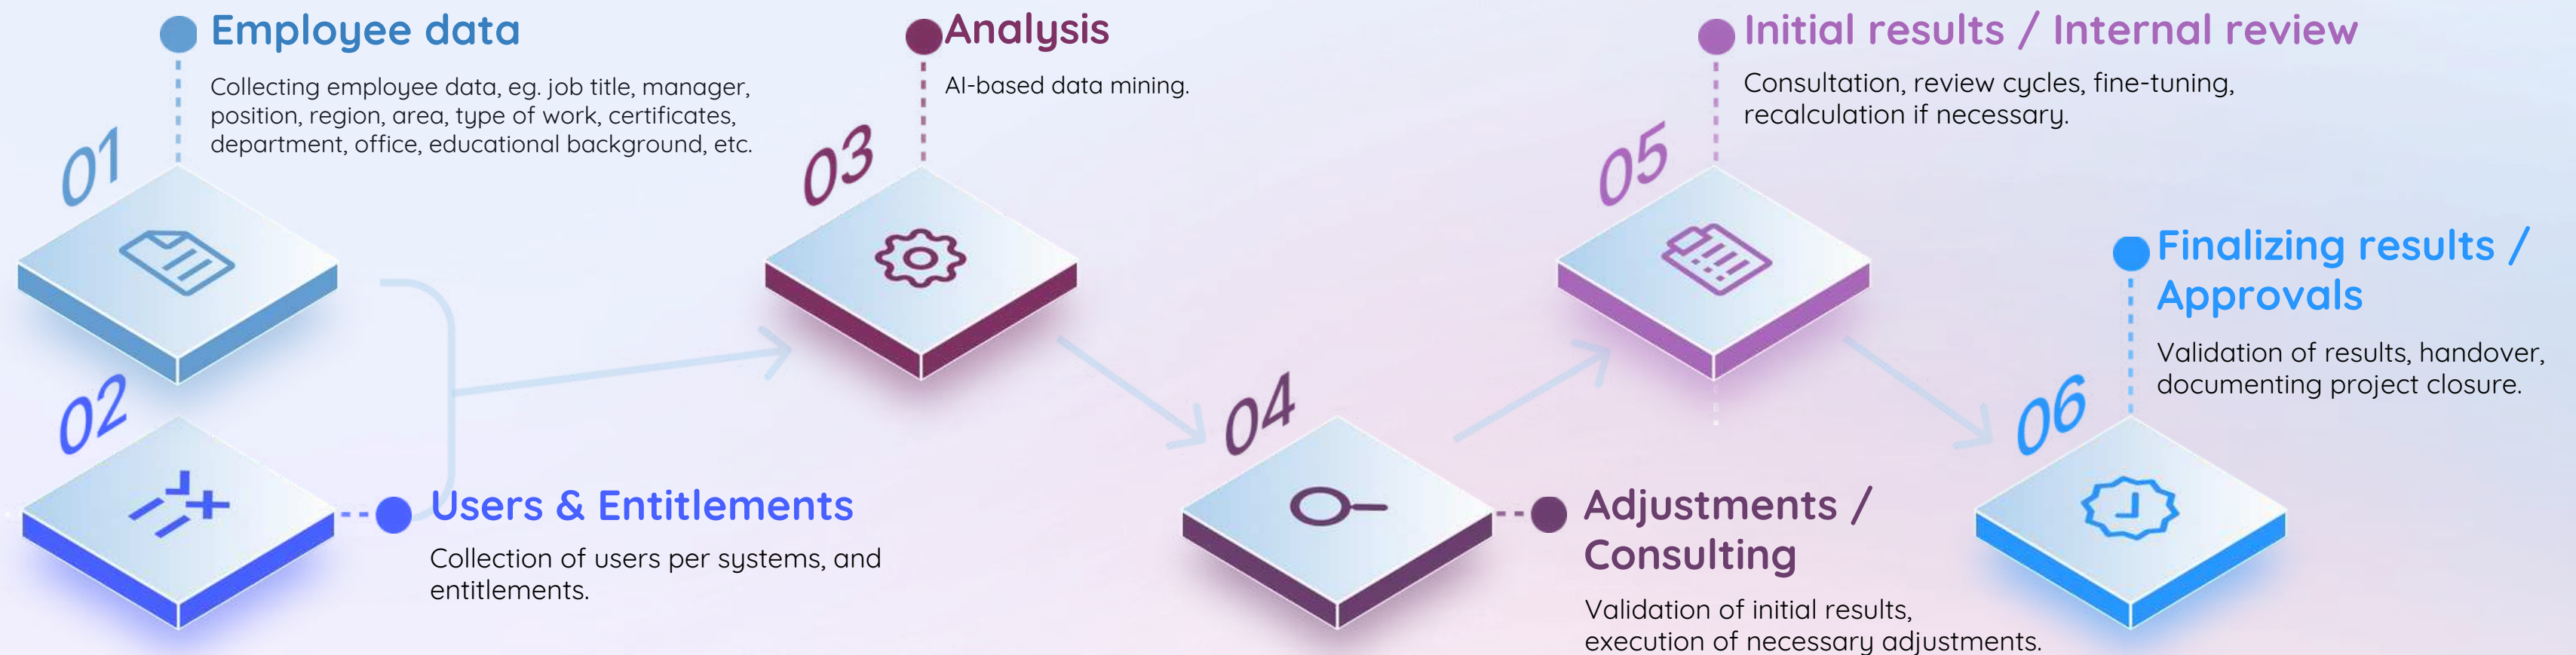 01
Employee data
Collecting employee data, eg. job title, manager,
position, region, area, type of work, certificates,
department, office, educational background, etc.
02
Users & Entitlements
Collection of users per systems, and
entitlements.
03
Analysis
AI-based data mining.
04
Adjustments /
Consulting
Validation of initial results,
execution of necessary adjustments.
05
Initial results / Internal review
Consultation, review cycles, fine-tuning,
recalculation if necessary.
06
Finalizing results /
Approvals
Validation of results, handover,
documenting project closure.